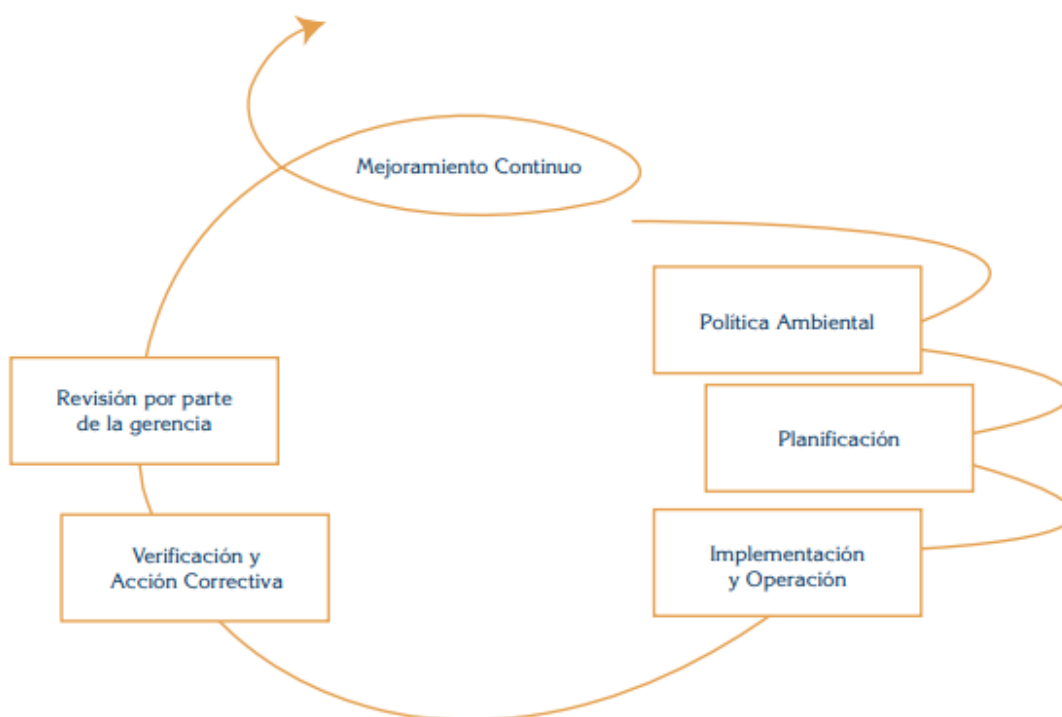 Mejoramiento Continuo
Política Ambiental
Planificación
Implementación
y Operación
Verificación y
Acción Correctiva
Revisión por parte
de la gerencia